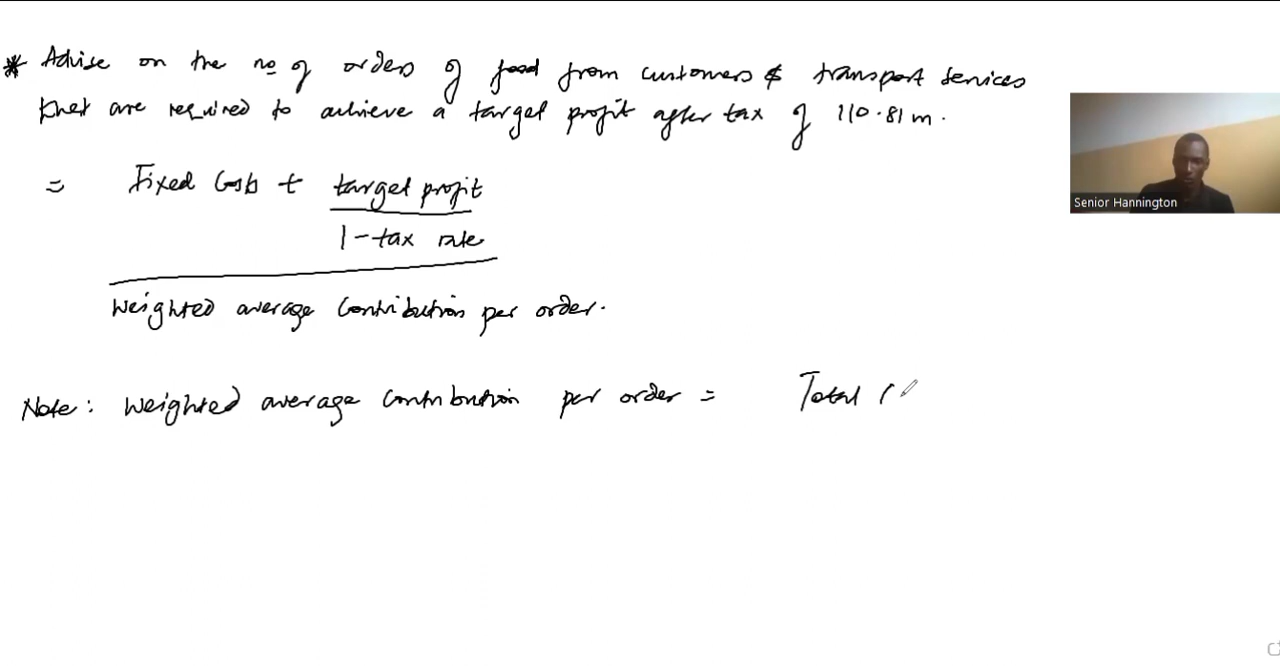 * Advise on the no of orders of food from customers & transport services
that are required to achieve a target profit after tax of 110.81m.
= Fixed Costs + target profit
1 - tax rate
Weighted average Contribution per order.
Note: Weighted average Contribution per order = Total (
Senior Hannington